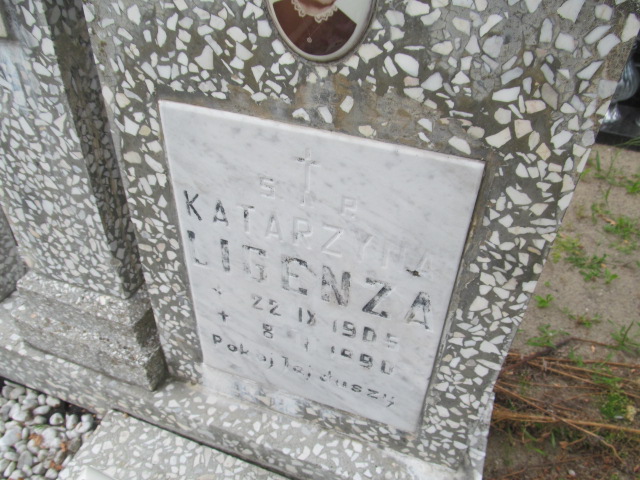 Ś P
KATARZYNA
LIGENZA
* 22 IX 1905
+ 8 1990
Pokój Jej duszy